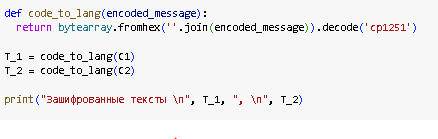 def code_to_lang(encoded_message):
  return bytearray.fromhex(''.join(encoded_message)).decode('cp1251')

T_1 = code_to_lang(C1)
T_2 = code_to_lang(C2)

print("Зашифрованные тексты \n", T_1, ", \n", T_2)